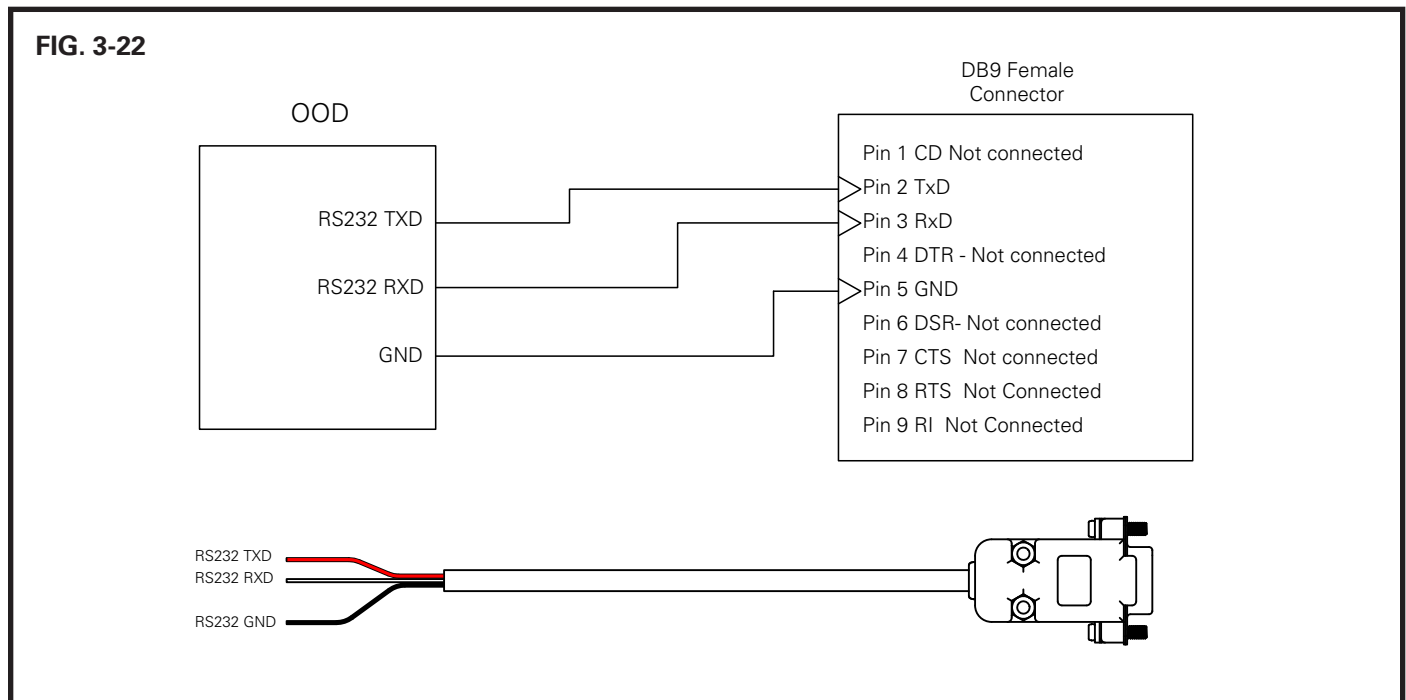 FIG. 3-22
OOD
RS232 TXD
RS232 RXD
GND
DB9 Female
Connector
Pin 1 CD Not connected
Pin 2 TxD
Pin 3 RxD
Pin 4 DTR - Not connected
Pin 5 GND
Pin 6 DSR- Not connected
Pin 7 CTS  Not connected
Pin 8 RTS  Not Connected
Pin 9 RI  Not Connected
RS232 TXD
RS232 RXD
RS232 GND